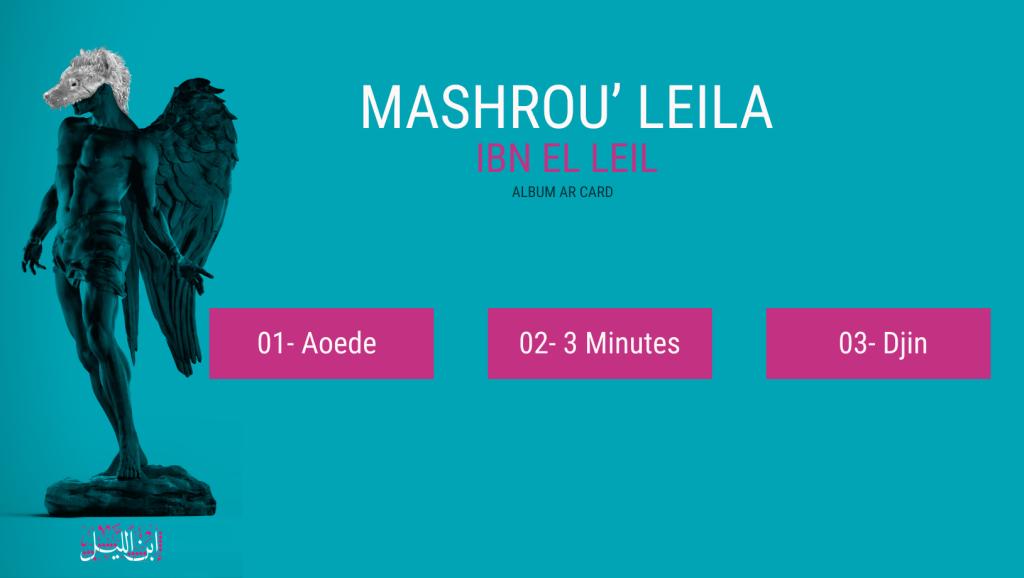 MASHROU’ LEILA
IBN EL LEIL
ALBUM AR CARD
01- Aoede
02- 3 Minutes
03- Djin
ابن الليل